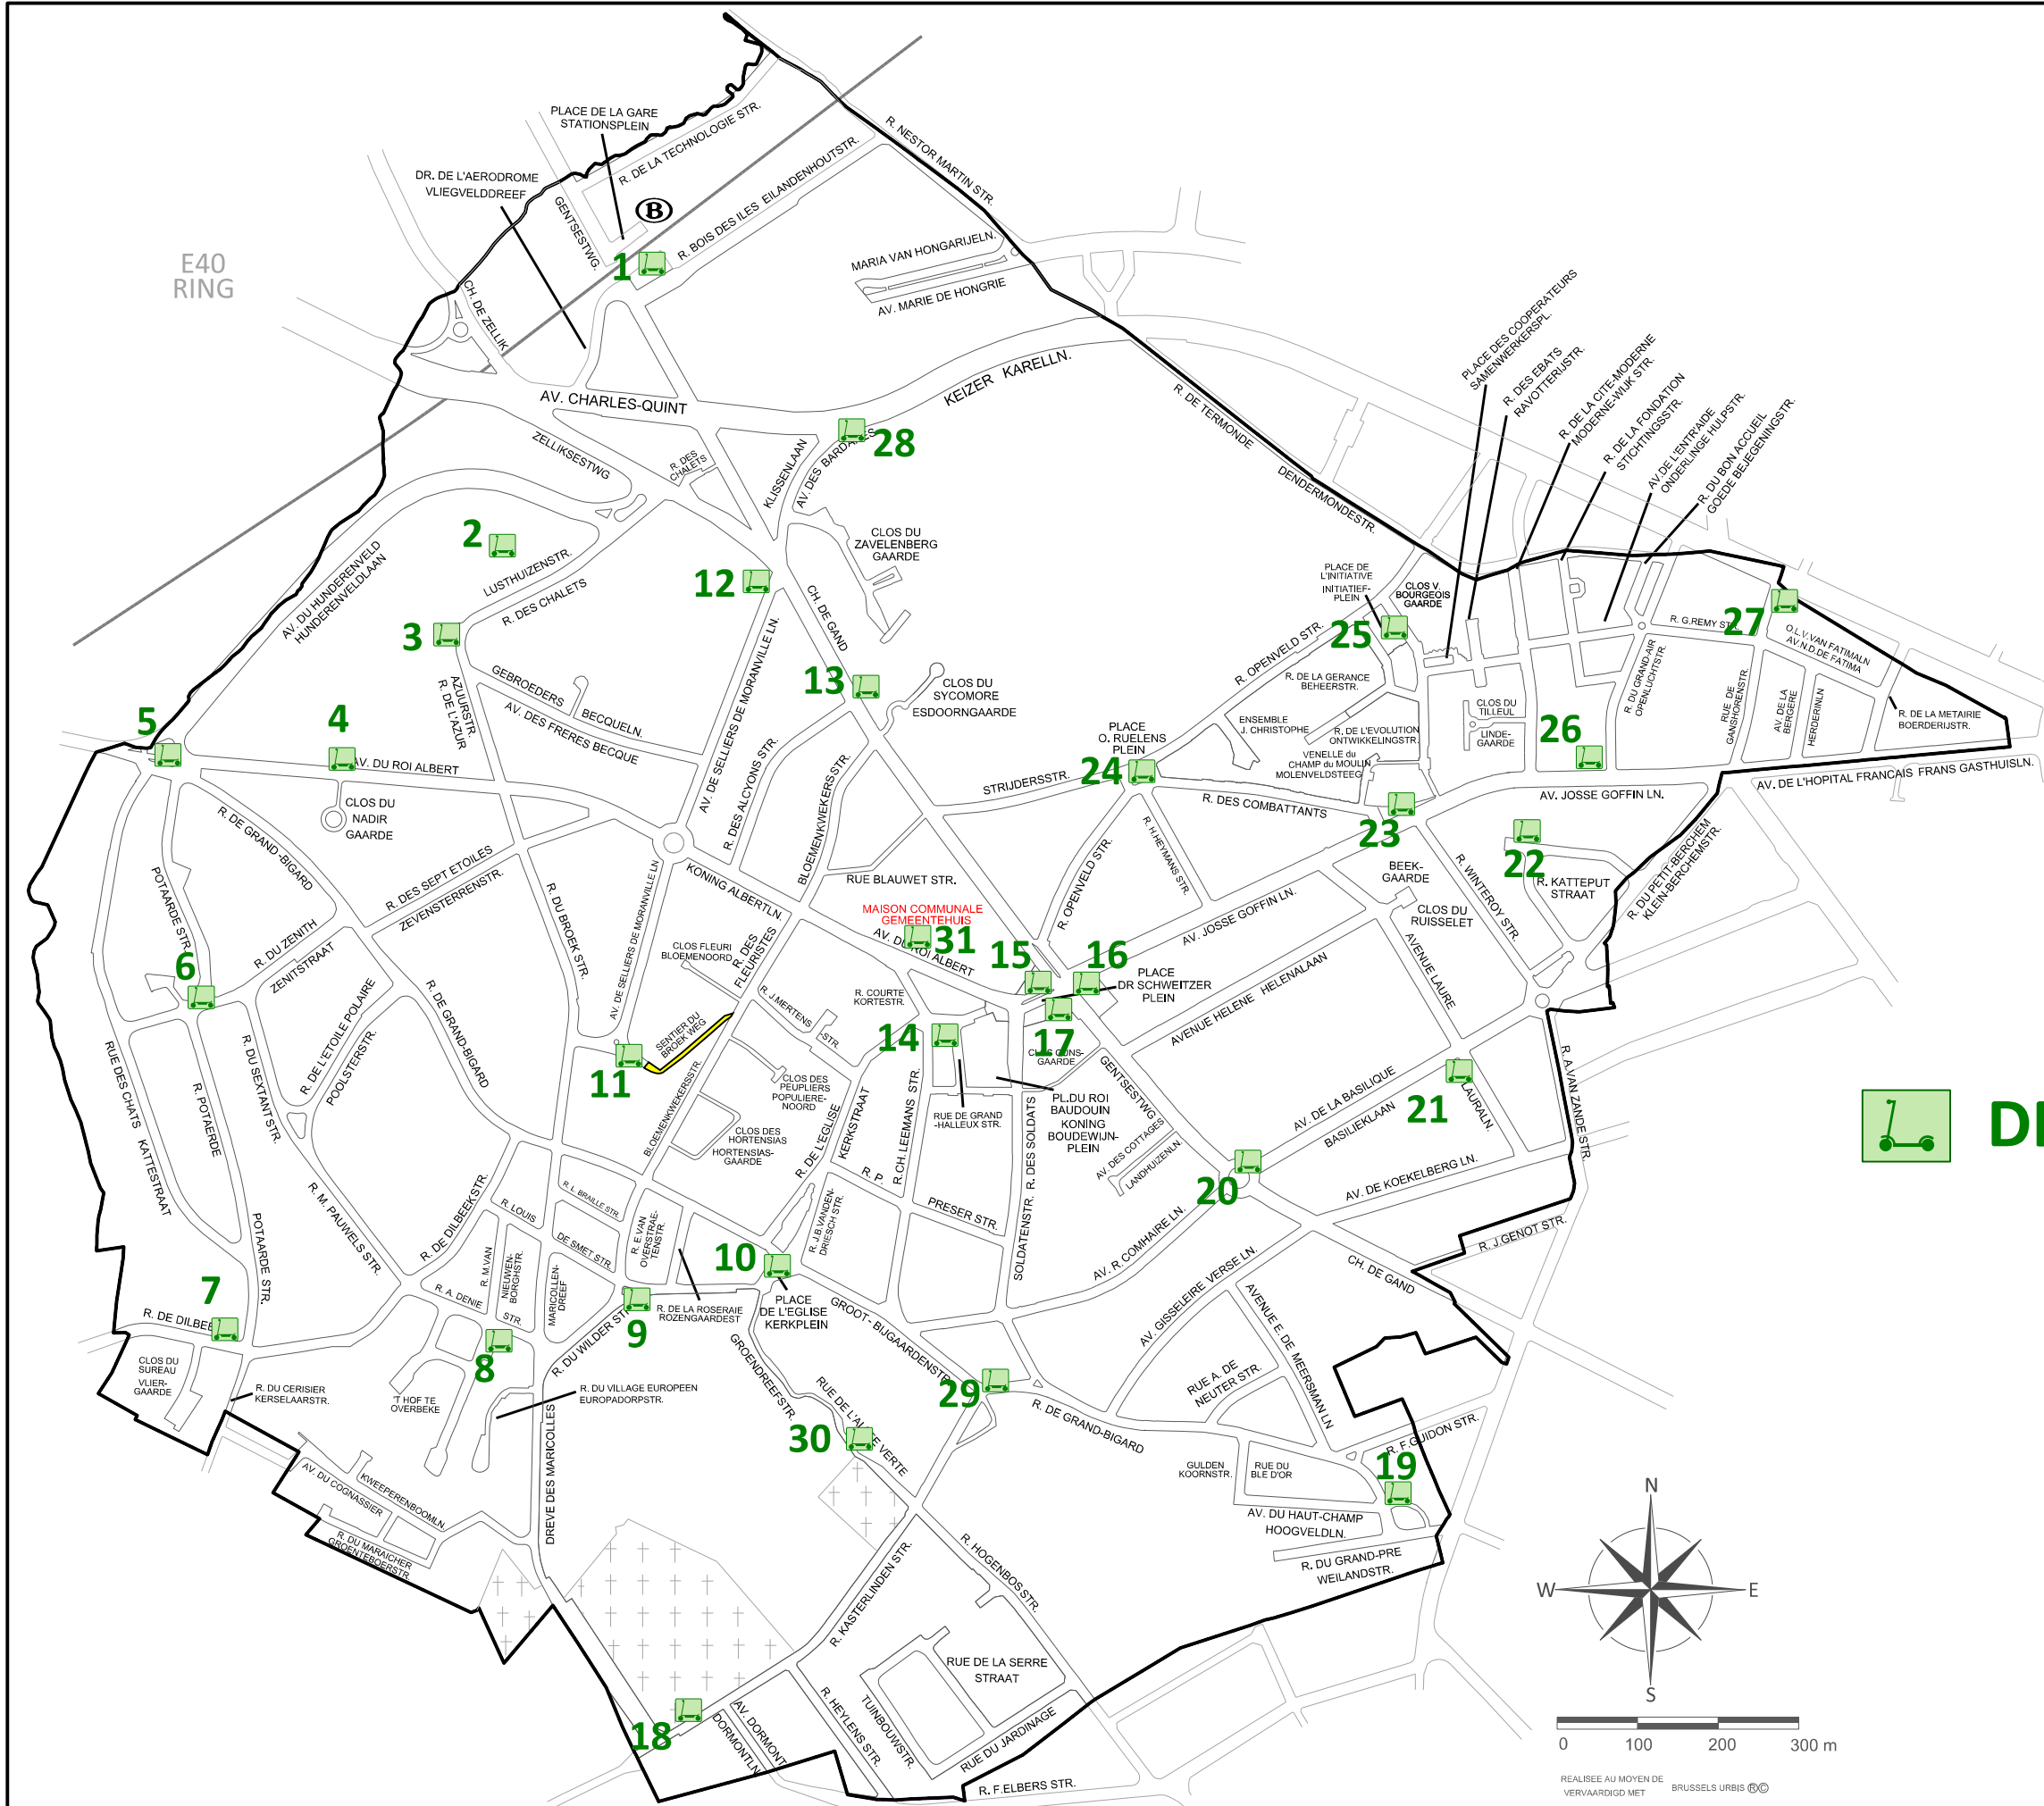 PLACE DE LA GARE
STATIONSPLEIN
R. DE LA TECHNOLOGIE STR.
R. NESTOR MARTIN STR.
DR. DE L'AERODROME
VLIEGVELDDREEF
GENTSESTWG.
B
R. BOIS DES ILES EILANDENHOUTSTR.
E40
RING
1
CH. DE ZELLIK
MARIA VAN HONGARIJELN.
AV. MARIE DE HONGRIE
KEIZER KARELLN.
AV. CHARLES-QUINT
ZELLIKSESTWG
R. DES
CHALETS
KLISSENLAAN
AV. DES BARDANES
28
R. DE TERMONDE
DENDERMONDESTR.
PLACE DES COOPERATEURS
SAMENWERKERSPL.
R. DES EBATS
RAVOTTERIJSTR.
R. DE LA CITE-MODERNE
MODERNE-WIJK STR.
R. DE LA FONDATION
STICHTINGSSTR.
AV.DE L'ENTRAIDE
ONDERLINGE HULPSTR.
R. DU BON ACCUEIL
GOEDE BEJEGENINGSTR.
2
AV. DU HUNDERENVELD
HUNDERENVELDLAAN
LUSTHUIZENSTR.
R. DES CHALETS
3
12
CLOS DU
ZAVELENBERG
GAARDE
CH. DE GAND
13
CLOS DU
SYCOMORE
ESDOORNGAARDE
PLACE DE
L'INITIATIVE
INITIATIEF-
PLEIN
CLOS V.
BOURGEOIS
GAARDE
25
R. OPENVELD STR.
R. DE LA GERANCE
BEHEERSTR.
ENSEMBLE
J. CHRISTOPHE
R. DE L'EVOLUTION
ONTWIKKELINGSTR.
VENELLE du
CHAMP du MOULIN
MOLENVELDSTEEG
CLOS DU
TILLEUL
LINDE-
GAARDE
R. G.REMY STR.
27
O.L.V.VAN FATIMALN
AV.N.D.DE FATIMA
R. DU GRAND-AIR
OPENLUCHTSTR.
RUE DE
GANSHORENSTR.
AV. DE LA
BERGERE
HERDERINLN
R. DE LA METAIRIE
BOERDERIJSTR.
26
AV. JOSSE GOFFIN LN.
AV. DE L'HOPITAL FRANCAIS FRANS GASTHUISLN.
GEBROEDERS
BECQUELN.
AV. DES FRERES BECQUE
AZUURSTR.
R. DE L'AZUR
AV. DE SELLIERS DE MORANVILLE LN.
5
4
AV. DU ROI ALBERT
CLOS DU
NADIR
GAARDE
R. DE GRAND-BIGARD
R. DES ALCYONS STR.
BLOEMENKWEKERSSTR.
PLACE
O. RUELENS
PLEIN
24
STRIJDERSSTR.
R. DES COMBATTANTS
23
22
R. KATTEPUT
STRAAT
R. DU PETIT-BERCHEM
KLEIN-BERCHEMSTR.
R. OPENVELD STR.
R. H.HEYMANS STR.
BEEK-
GAARDE
CLOS DU
RUISSELET
R. WINTEROY STR.
AV. JOSSE GOFFIN LN.
R. DES SEPT ETOILES
ZEVENSTERRENSTR.
KONING ALBERTLN.
RUE BLAUWET STR.
MAISON COMMUNALE
GEMEENTEHUIS
AV. DU ROI ALBERT
31
POTAARDE STR.
R. DU ZENITH
ZENITSTRAAT
6
R. DU BROEK STR.
AV. DE SELLIERS DE MORANVILLE LN
CLOS FLEURI
BLOEMENOORD
R. DES
FLEURISTES
R. COURTE
KORTESTR.
15
16
PLACE
DR SCHWEITZER
PLEIN
AVENUE HELENE HELENALAAN
AVENUE LAURE
R. J.MERTENS
-STR.
SENTIER DU
BROEK WEG
11
14
17
CLOS CONS-
GAARDE
GENTSESTWG
RUE DES CHATS KATTESTRAAT
R. POTAERDE
R. DU SEXTANT STR.
R. DE L'ETOILE POLAIRE
POOLSTERSTR.
R. DE GRAND-BIGARD
BLOEMENKWEKERSSTR.
CLOS DES
PEUPLIERS
POPULIERE-
NOORD
CLOS DES
HORTENSIAS
HORTENSIAS-
GAARDE
R. DE L'EGLISE
KERKSTRAAT
R.CH.LEEMANS STR.
RUE DE GRAND
-HALLEUX STR.
PL.DU ROI
BAUDOUIN
KONING
BOUDEWIJN-
PLEIN
SOLDATENSTR. R. DES SOLDATS
AV. DES COTTAGES
LANDHUIZENLN.
AV. DE LA BASILIQUE
BASILIEKLAAN
21
LAURALN.
R. A.VAN ZANDE STR.
DI
20
AV. DE KOEKELBERG LN.
R. J.GENOT STR.
R. P.
PRESER STR.
R. J.B.VANDEN-
DRIESCH STR.
AV. R.COMHAIRE LN.
CH. DE GAND
R. L. BRAILLE STR.
R. LOUIS
DE SMET STR.
R. E.VAN
OVERSTRAE-
TENSTR.
R. DE DILBEEKSTR.
R. M. PAUWELS STR.
POTAARDE STR.
R. M.VAN
NIEUWEN-
BORGHSTR.
R. A. DENIE
STR.
MARICOLLEN-
DREEF
10
PLACE
DE L'EGLISE
KERKPLEIN
R. DE LA ROSERAIE
ROZENGAARDEST.
9
R. DU WILDER STR.
7
R. DE DILBEEK
8
CLOS DU
SUREAU
VLIER-
GAARDE
R. DU CERISIER
KERSELAARSTR.
'T HOF TE
OVERBEKE
R. DU VILLAGE EUROPEEN
EUROPADORPSTR.
GROENDREEFSTR.
GROOT-BIJGAARDENSTR.
29
RUE DE L'ALLEE VERTE
30
R. DE GRAND-BIGARD
AV. GISSELEIRE VERSE LN.
AVENUE E. DE MEERSMAN LN
RUE A. DE
NEUTER STR.
R. F.GUIDON STR.
19
GULDEN
KOORNSTR.
RUE DU
BLE D'OR
AV. DU HAUT-CHAMP
HOOGVELDLN.
R. DU GRAND-PRE
WEILANDSTR.
DREVE DES MARICOLLES
AV. DU COGNASSIER
KWEEPERENBOOMLN.
R. DU MARAICHER
GROENTEBOERSTR.
R. KASTERLINDEN STR.
R. HOGENBOS STR.
RUE DE LA SERRE
STRAAT
TUINBOUWSTR.
RUE DU JARDINAGE
R. HEYLENS STR.
AV. DORMONT
DORMONTLN.
18
R. F.ELBERS STR.
N
W
E
S
0 100 200 300 m
REALISEE AU MOYEN DE
VERVAARDIGD MET
BRUSSELS URBIS ®©